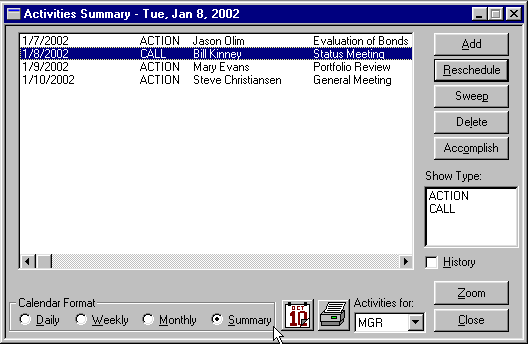 Activities Summary - Tue, Jan 8, 2002
1/7/2002 ACTION Jason Olim Evaluation of Bonds
1/8/2002 CALL Bill Kinney Status Meeting
1/9/2002 ACTION Mary Evans Portfolio Review
1/10/2002 ACTION Steve Christiansen General Meeting
Add
Reschedule
Sweep
Delete
Accomplish
Show Type:
ACTION
CALL
History
Calendar Format
Daily Weekly Monthly Summary
OCT
12
Activities for:
MGR
Zoom
Close